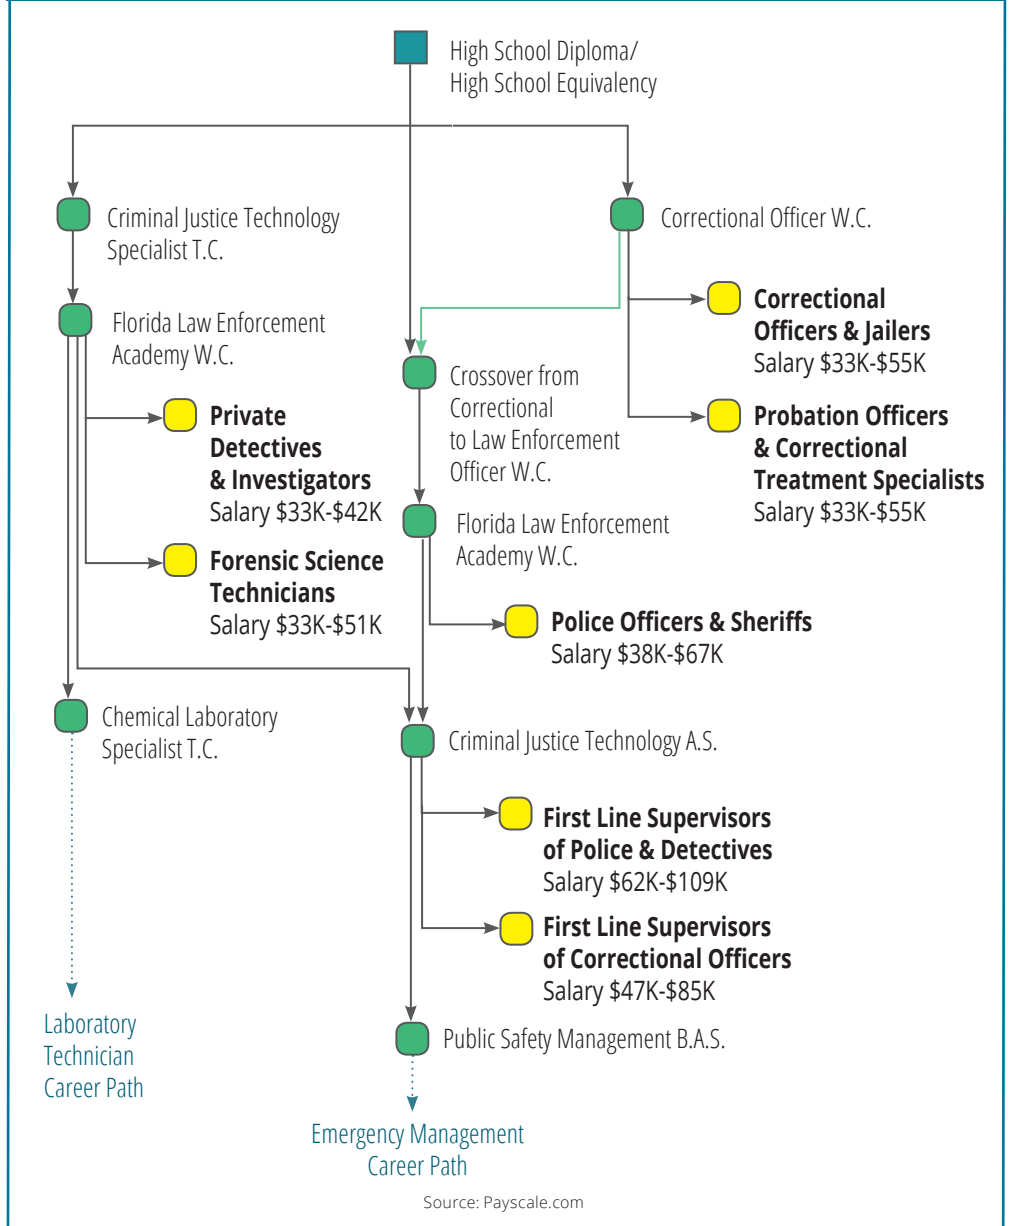 High School Diploma/
High School Equivalency
Criminal Justice Technology
Specialist T.C.
Correctional Officer W.C.
Florida Law Enforcement
Academy W.C.
Correctional
Officers & Jailers
Salary $33K-$55K
Crossover from
Correctional
to Law Enforcement
Officer W.C.
Private
Detectives
& Investigators
Salary $33K-$42K
Probation Officers
& Correctional
Treatment Specialists
Salary $33K-$55K
Florida Law Enforcement
Academy W.C.
Forensic Science
Technicians
Salary $33K-$51K
Police Officers & Sheriffs
Salary $38K-$67K
Chemical Laboratory
Specialist T.C.
Criminal Justice Technology A.S.
First Line Supervisors
of Police & Detectives
Salary $62K-$109K
First Line Supervisors
of Correctional Officers
Salary $47K-$85K
Laboratory
Technician
Career Path
Public Safety Management B.A.S.
Emergency Management
Career Path
Source: Payscale.com